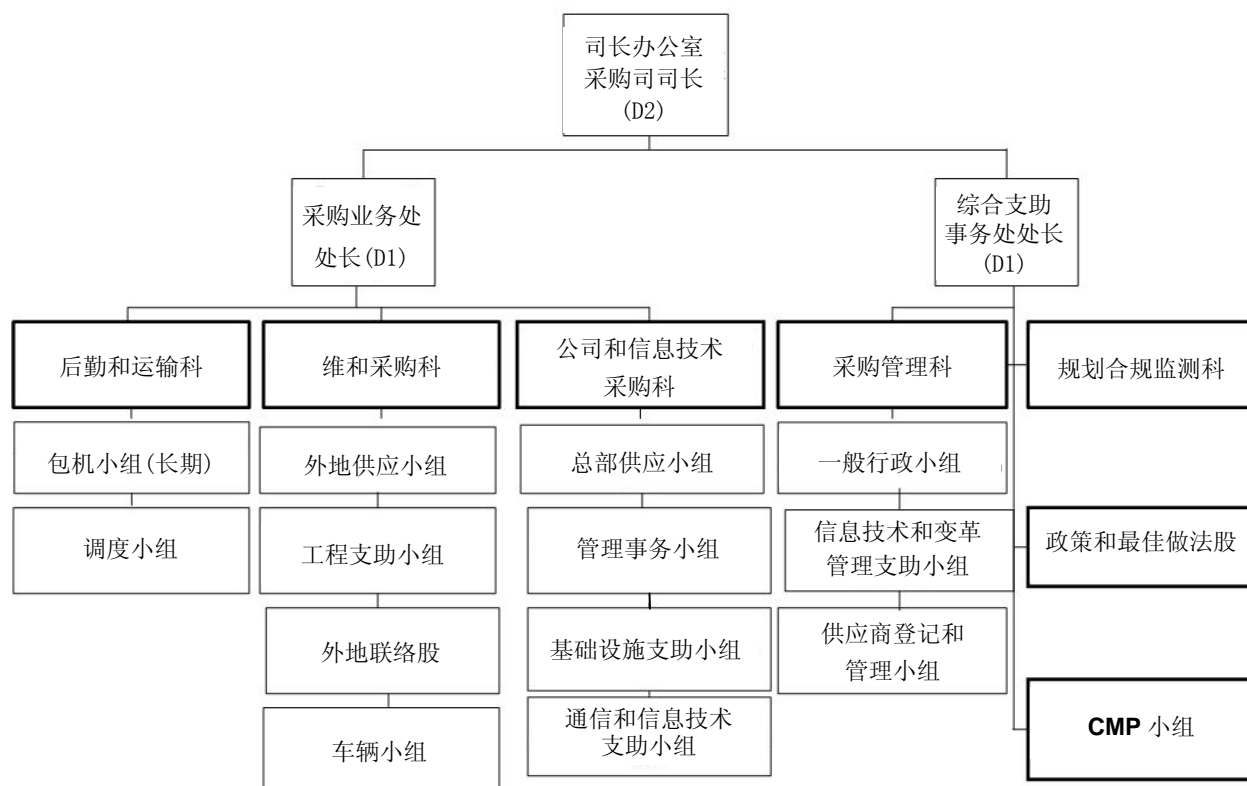 司长办公室
采购司司长
(D2)
采购业务处
处长(D1)
综合支助
事务处处长
(D1)
后勤和运输科
维和采购科
公司和信息技术
采购科
采购管理科
规划合规监测科
包机小组(长期)
外地供应小组
总部供应小组
一般行政小组
调度小组
工程支助小组
管理事务小组
信息技术和变革
管理支助小组
政策和最佳做法股
外地联络股
基础设施支助小组
供应商登记和
管理小组
车辆小组
通信和信息技术
支助小组
CMP 小组